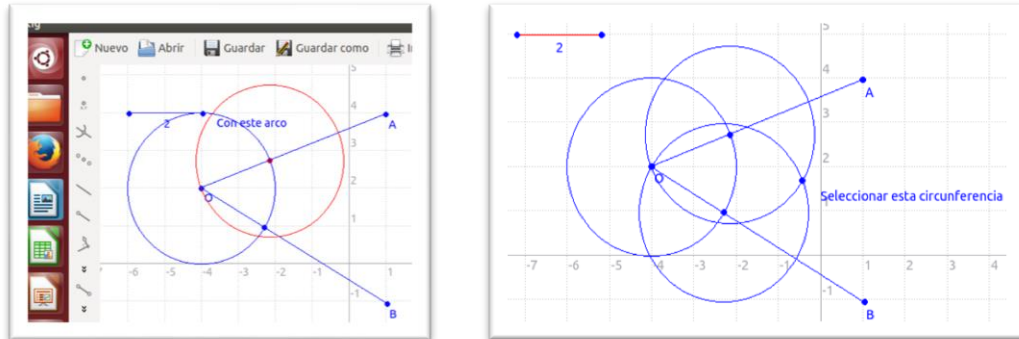 Nuevo Abrir Guardar Guardar como
5
4
2 Con este arco A
3
2
O
1
-6 -5 -4 -3 -2 -1 1
-1
B
5
2
4
A
3
2
O
Seleccionar esta circunferencia
1
-7 -6 -5 -4 -3 -2 -1 1 2 3 4
-1
B